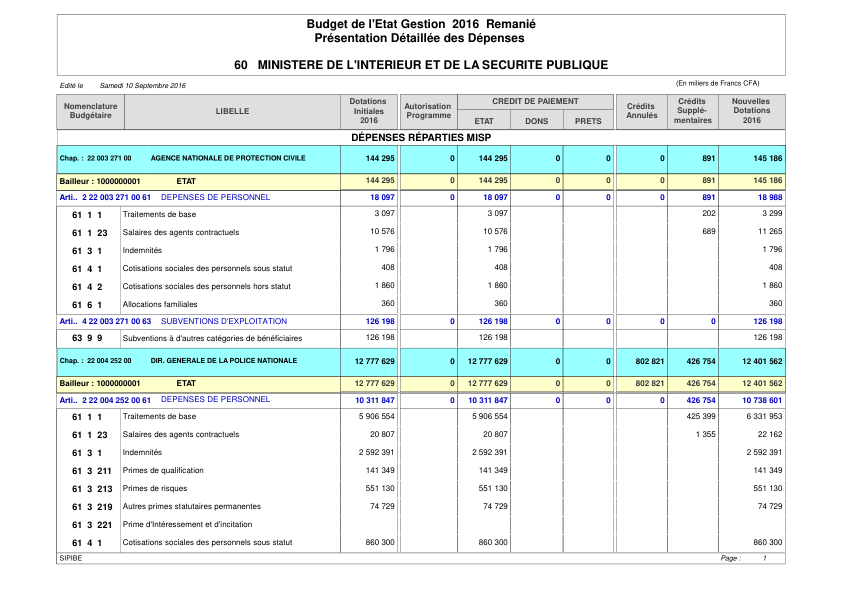 Budget de l'Etat Gestion 2016 Remanié
Présentation Détaillée des Dépenses
60 MINISTERE DE L'INTERIEUR ET DE LA SECURITE PUBLIQUE
Edité le Samedi 10 Septembre 2016 (En milliers de Francs CFA)
Nomenclature Budgétaire LIBELLE Dotations Initiales 2016 Autorisation Programme CREDIT DE PAIEMENT ETAT DONS PRETS Crédits Annulés Crédits Supplé-mentaires Nouvelles Dotations 2016
DÉPENSES RÉPARTIES MISP
Chap. : 22 003 271 00 AGENCE NATIONALE DE PROTECTION CIVILE 144 295 0 144 295 0 0 0 891 145 186
Bailleur : 1000000001 ETAT 144 295 0 144 295 0 0 0 891 145 186
Arti.. 2 22 003 271 00 61 DEPENSES DE PERSONNEL 18 097 0 18 097 0 0 0 891 18 988
61 1 1 Traitements de base 3 097 3 097 202 3 299
61 1 23 Salaires des agents contractuels 10 576 10 576 689 11 265
61 3 1 Indemnités 1 796 1 796 1 796
61 4 1 Cotisations sociales des personnels sous statut 408 408 408
61 4 2 Cotisations sociales des personnels hors statut 1 860 1 860 1 860
61 6 1 Allocations familiales 360 360 360
Arti.. 4 22 003 271 00 63 SUBVENTIONS D'EXPLOITATION 126 198 0 126 198 0 0 0 0 126 198
63 9 9 Subventions à d'autres catégories de bénéficiaires 126 198 126 198 126 198
Chap. : 22 004 252 00 DIR. GENERALE DE LA POLICE NATIONALE 12 777 629 0 12 777 629 0 0 802 821 426 754 12 401 562
Bailleur : 1000000001 ETAT 12 777 629 0 12 777 629 0 0 802 821 426 754 12 401 562
Arti.. 2 22 004 252 00 61 DEPENSES DE PERSONNEL 10 311 847 0 10 311 847 0 0 0 426 754 10 738 601
61 1 1 Traitements de base 5 906 554 5 906 554 425 399 6 331 953
61 1 23 Salaires des agents contractuels 20 807 20 807 1 355 22 162
61 3 1 Indemnités 2 592 391 2 592 391 2 592 391
61 3 211 Primes de qualification 141 349 141 349 141 349
61 3 213 Primes de risques 551 130 551 130 551 130
61 3 219 Autres primes statutaires permanentes 74 729 74 729 74 729
61 3 221 Prime d'Intéressement et d'incitation
61 4 1 Cotisations sociales des personnels sous statut 860 300 860 300 860 300
SIPIBE Page : 1